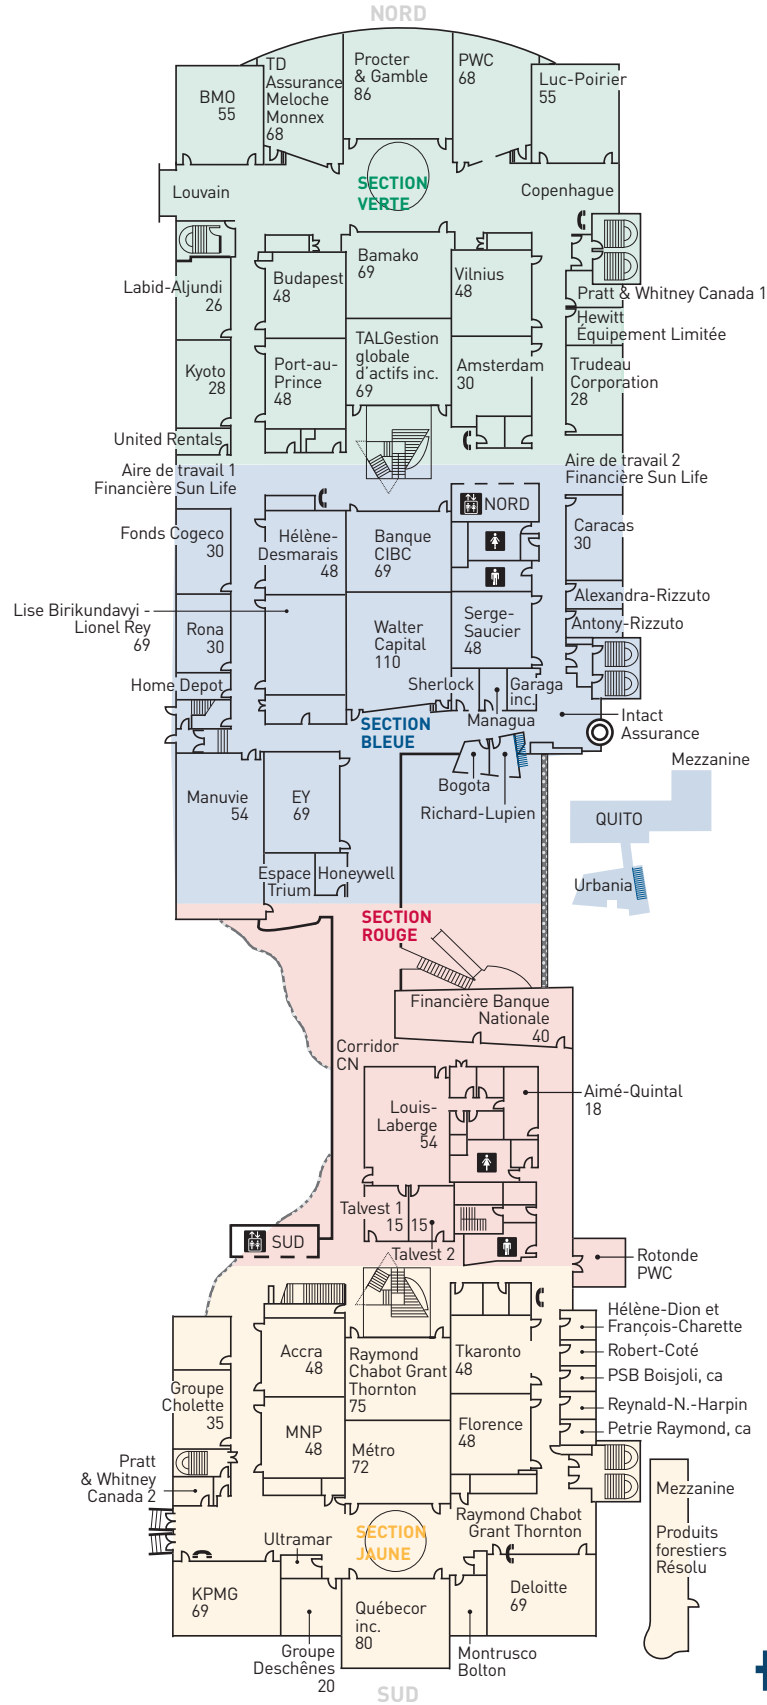 NORD
TD
Assurance
Meloche
Monnex
68
Procter
& Gamble
86
PWC
68
Luc-Poirier
55
BMO
55
Louvain
SECTION
VERTE
Copenhague
Bamako
69
Budapest
48
Vilnius
48
Labid-Aljundi
26
Pratt & Whitney Canada 1
Hewitt
Équipement Limitée
TALGestion
globale
d'actifs inc.
69
Port-au-
Prince
48
Amsterdam
30
Kyoto
28
Trudeau
Corporation
28
United Rentals
Aire de travail 1
Financière Sun Life
Aire de travail 2
Financière Sun Life
NORD
Fonds Cogeco
30
Hélène-
Desmarais
48
Banque
CIBC
69
Caracas
30
Lise Birikundavyi -
Lionel Rey
69
Rona
30
Walter
Capital
110
Serge-
Saucier
48
Alexandra-Rizzuto
Antony-Rizzuto
Home Depot
Sherlock
Garaga
inc.
Managua
SECTION
BLEUE
Intact
Assurance
Mezzanine
Manuvie
54
EY
69
Bogota
Richard-Lupien
QUITO
Espace
Trium
Honeywell
Urbania
SECTION
ROUGE
Financière Banque
Nationale
40
Corridor
CN
Louis-
Laberge
54
Aimé-Quintal
18
Talvest 1
15
15
Talvest 2
SUD
Rotonde
PWC
Hélène-Dion et
François-Charette
Robert-Coté
PSB Boisjoli, ca
Reynald-N.-Harpin
Petrie Raymond, ca
Accra
48
Raymond
Chabot Grant
Thornton
75
Tkaronto
48
Groupe
Cholette
35
MNP
48
Métro
72
Florence
48
Pratt
& Whitney
Canada 2
Mezzanine
Produits
forestiers
Résolu
Raymond Chabot
Grant Thornton
SECTION
JAUNE
Ultramar
KPMG
69
Québecor
inc.
80
Deloitte
69
Groupe
Deschênes
20
Montrusco
Bolton
SUD